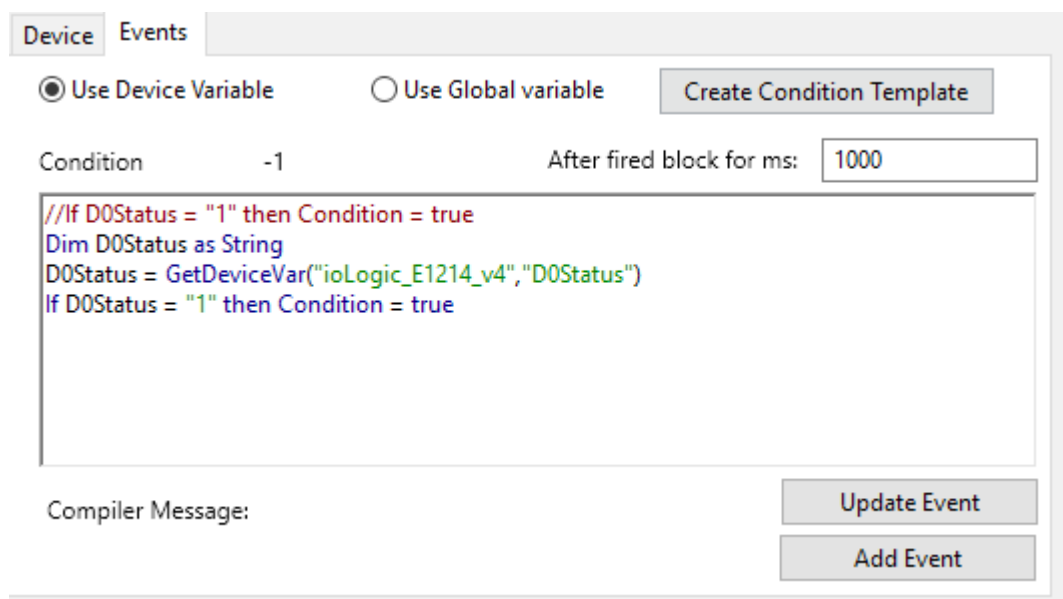 Device Events
Use Device Variable Use Global variable Create Condition Template
Condition -1 After fired block for ms: 1000
//If D0Status = "1" then Condition = true
Dim D0Status as String
D0Status = GetDeviceVar("ioLogic_E1214_v4","D0Status")
If D0Status = "1" then Condition = true
Compiler Message: Update Event
Add Event